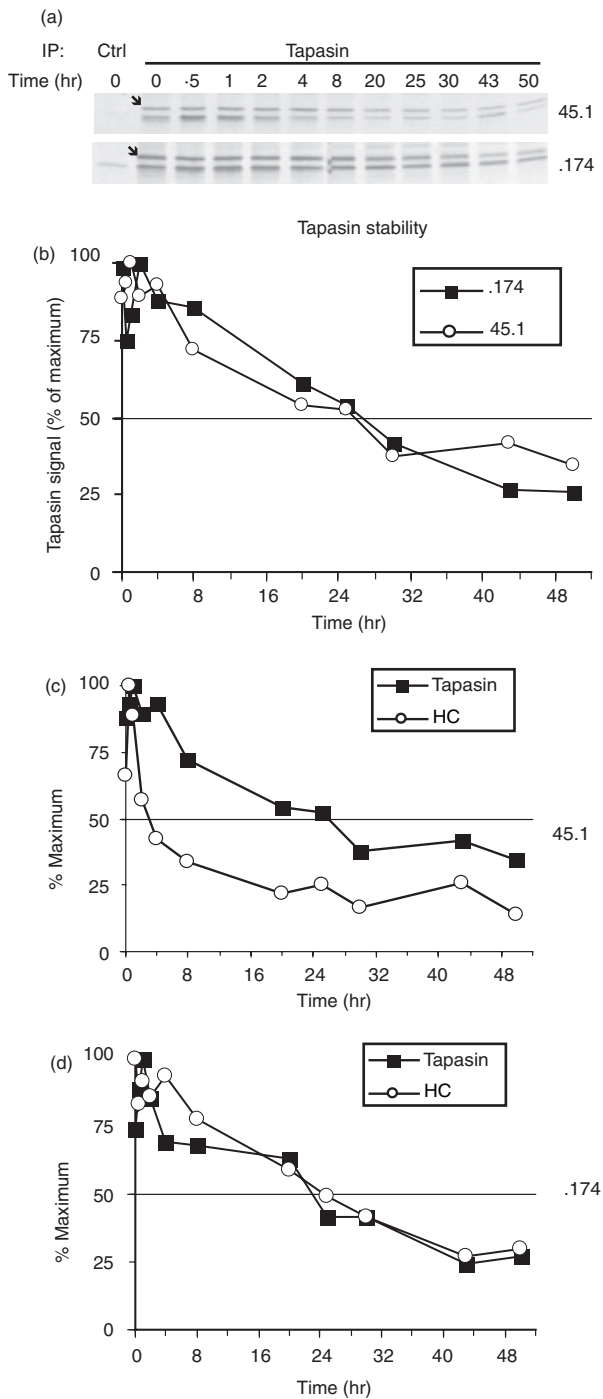 (a)
IP: Ctrl Tapasin
Time (hr) 0 0 ·5 1 2 4 8 20 25 30 43 50
45.1
.174
Tapasin stability
(b)
100
75
50
25
0
Tapasin signal (% of maximum)
.174
45.1
0 8 16 24 32 40 48
Time (hr)
(c)
100
75
50
25
0
% Maximum
Tapasin
HC
45.1
0 8 16 24 32 40 48
Time (hr)
(d)
100
75
50
25
0
% Maximum
Tapasin
HC
.174
0 8 16 24 32 40 48
Time (hr)